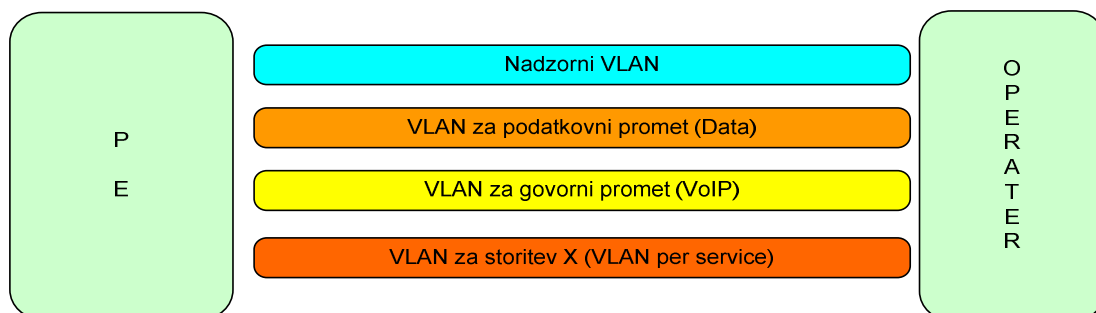 P
E
Nadzorni VLAN
VLAN za podatkovni promet (Data)
VLAN za govorni promet (VoIP)
VLAN za storitev X (VLAN per service)
O
P
E
R
A
T
E
R